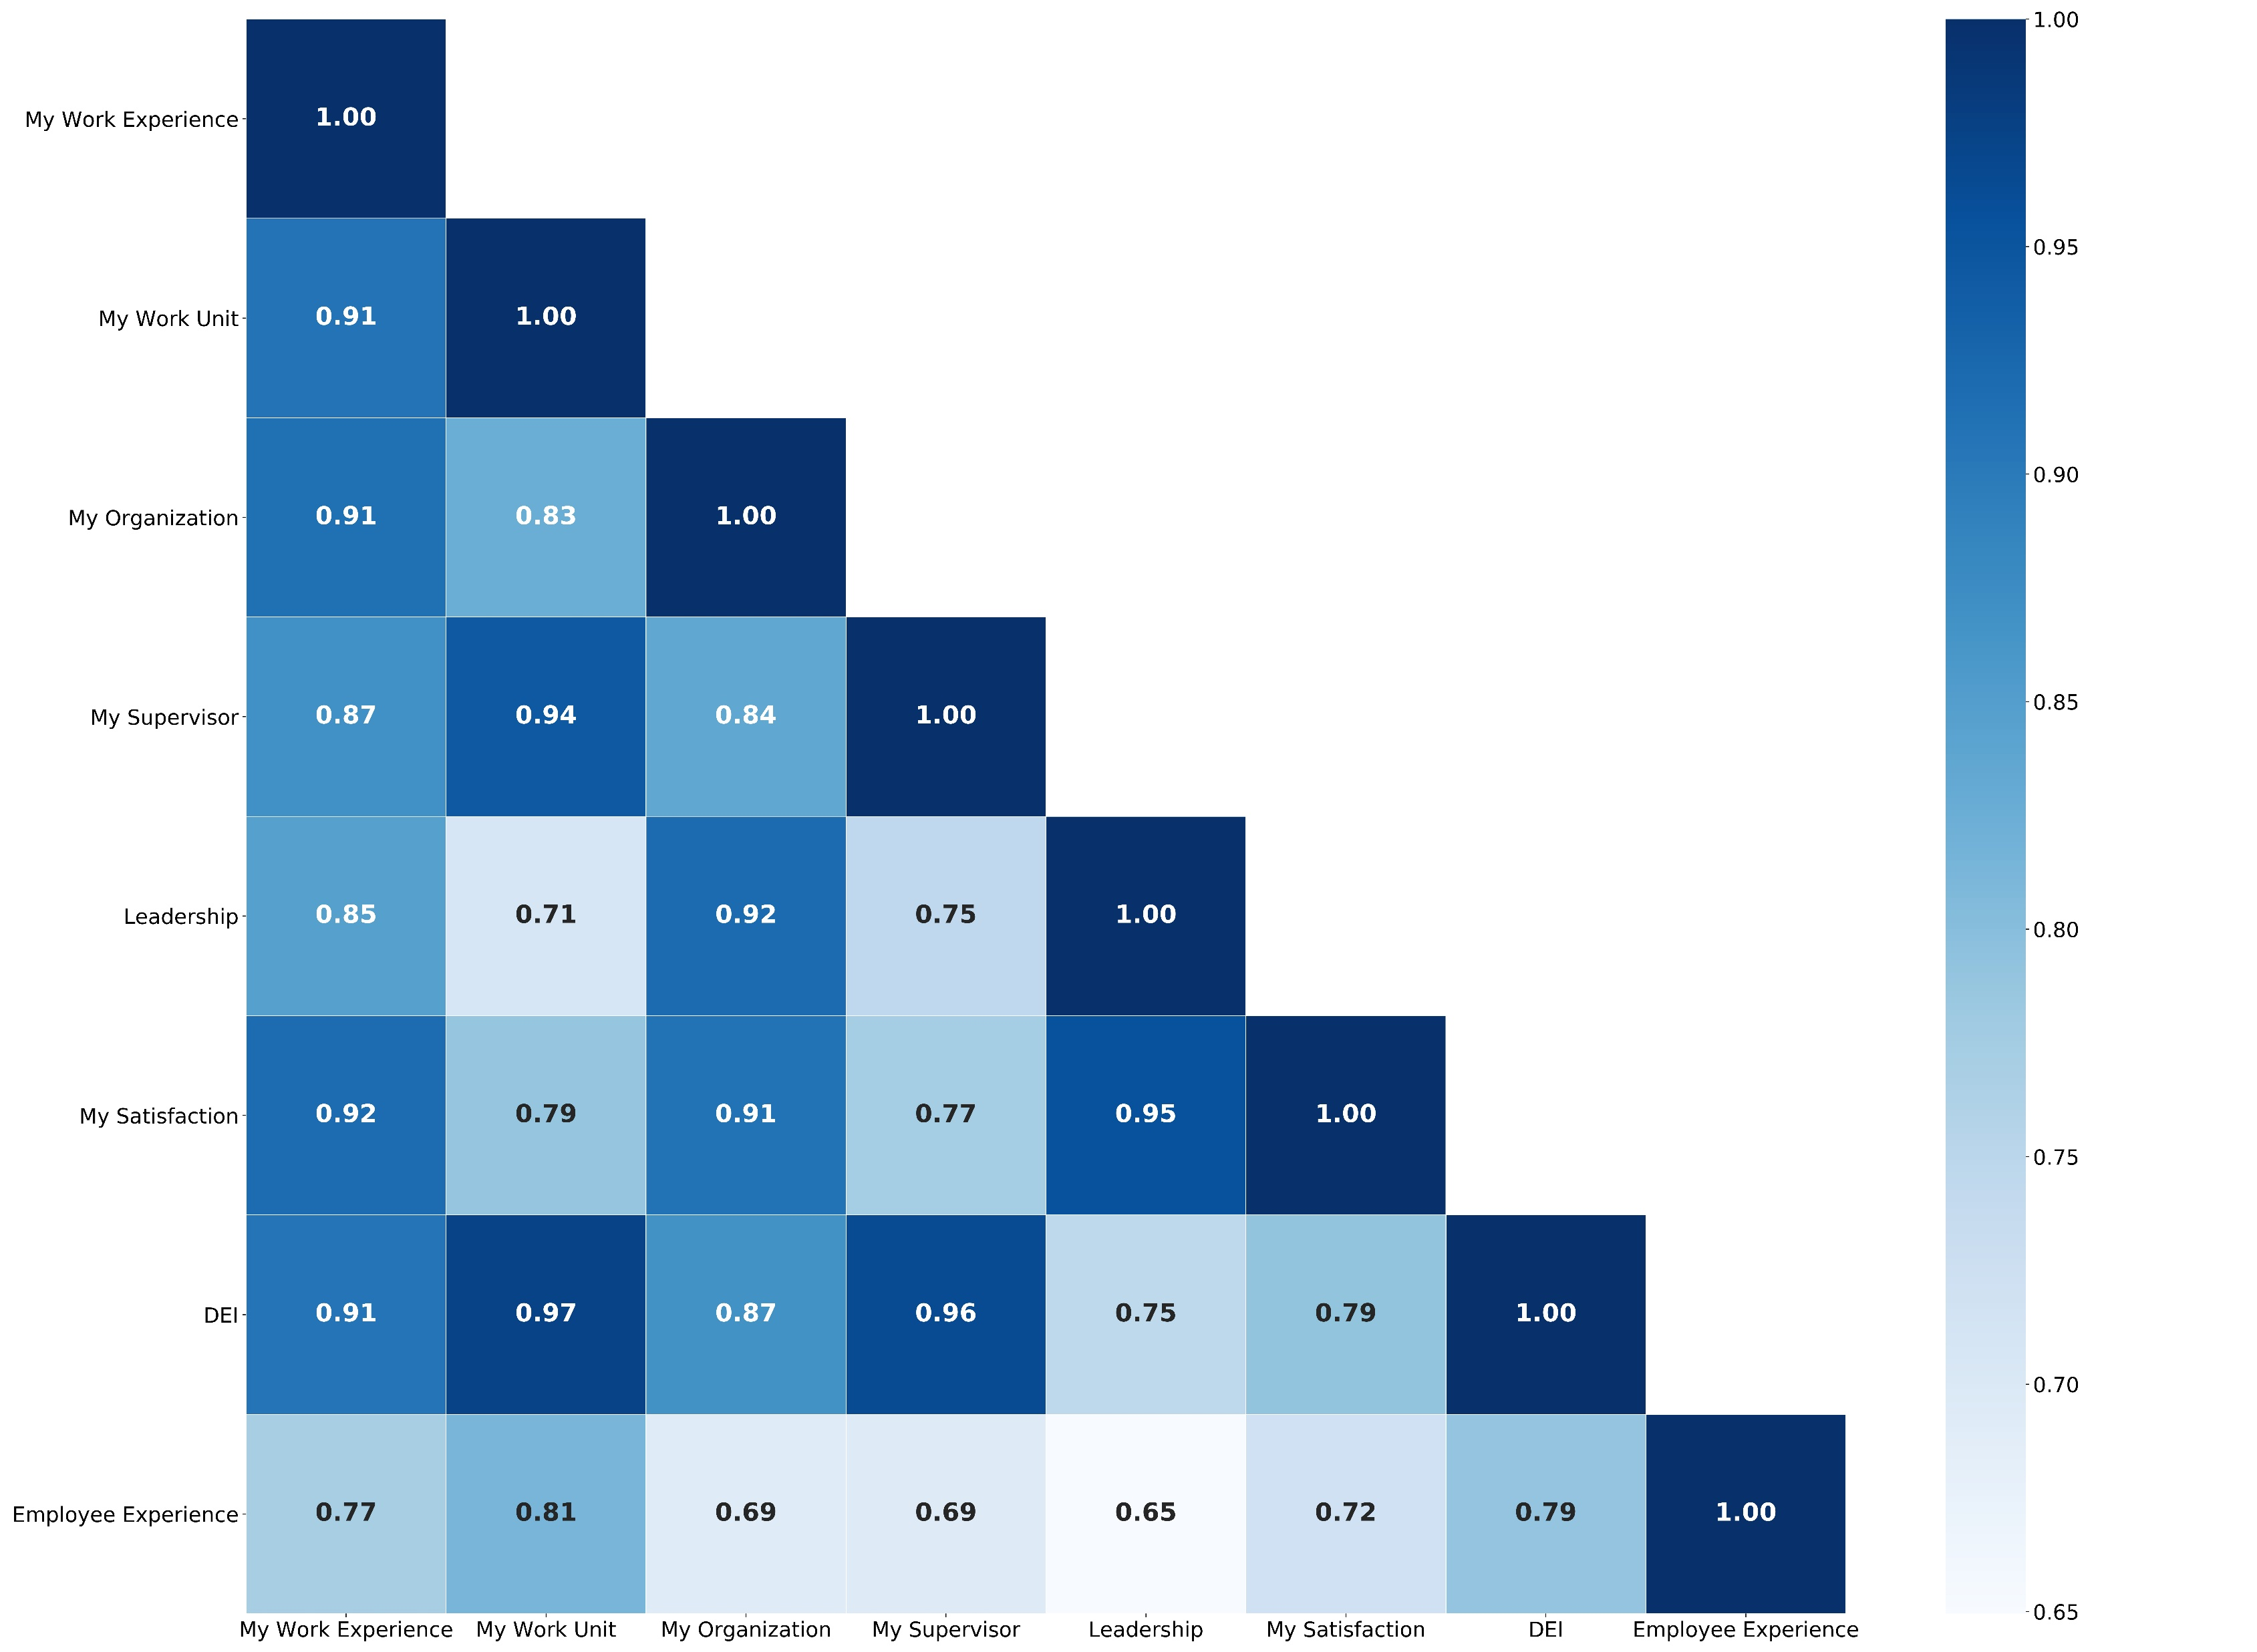 1.00
My Work Experience 1.00
0.95
My Work Unit 0.91 1.00
0.90
My Organization 0.91 0.83 1.00
0.85
My Supervisor 0.87 0.94 0.84 1.00
Leadership 0.85 0.71 0.92 0.75 1.00
0.80
My Satisfaction 0.92 0.79 0.91 0.77 0.95 1.00
0.75
DEI 0.91 0.97 0.87 0.96 0.75 0.79 1.00
0.70
Employee Experience 0.77 0.81 0.69 0.69 0.65 0.72 0.79 1.00
0.65
My Work Experience My Work Unit My Organization My Supervisor Leadership My Satisfaction DEI Employee Experience